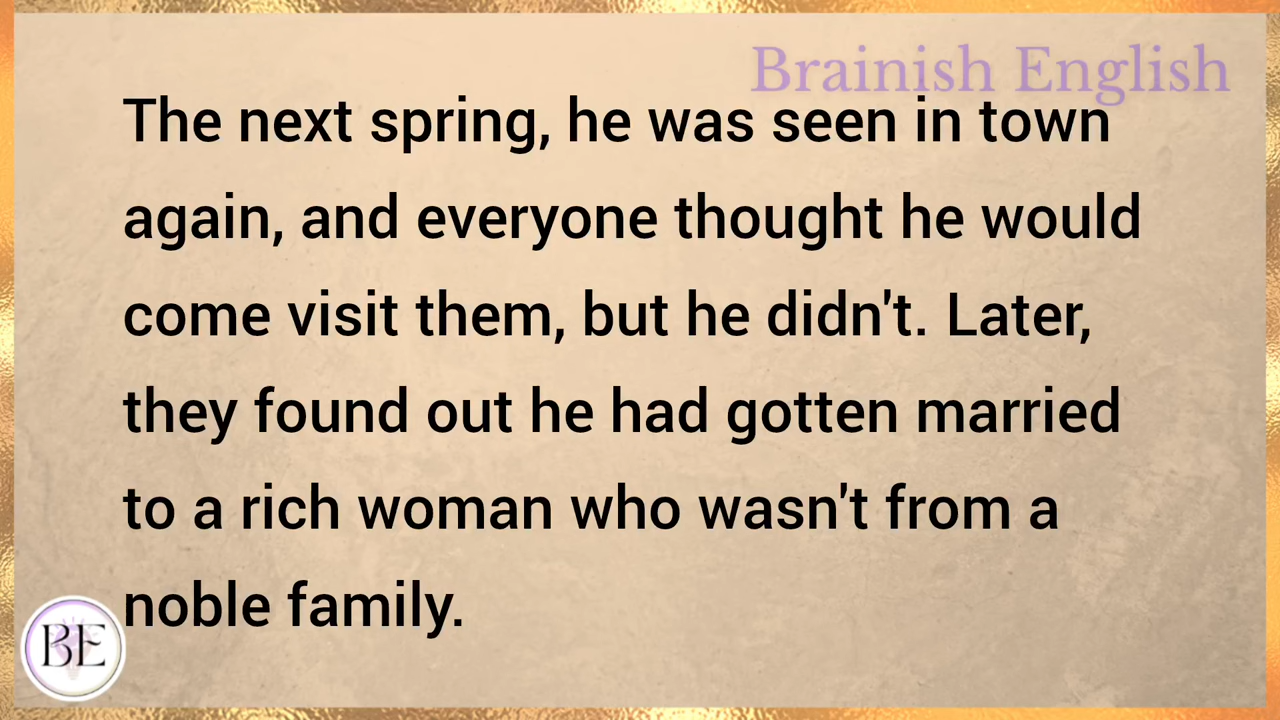 Brainish English
The next spring, he was seen in town
again, and everyone thought he would
come visit them, but he didn't. Later,
they found out he had gotten married
to a rich woman who wasn't from a
noble family.
BE